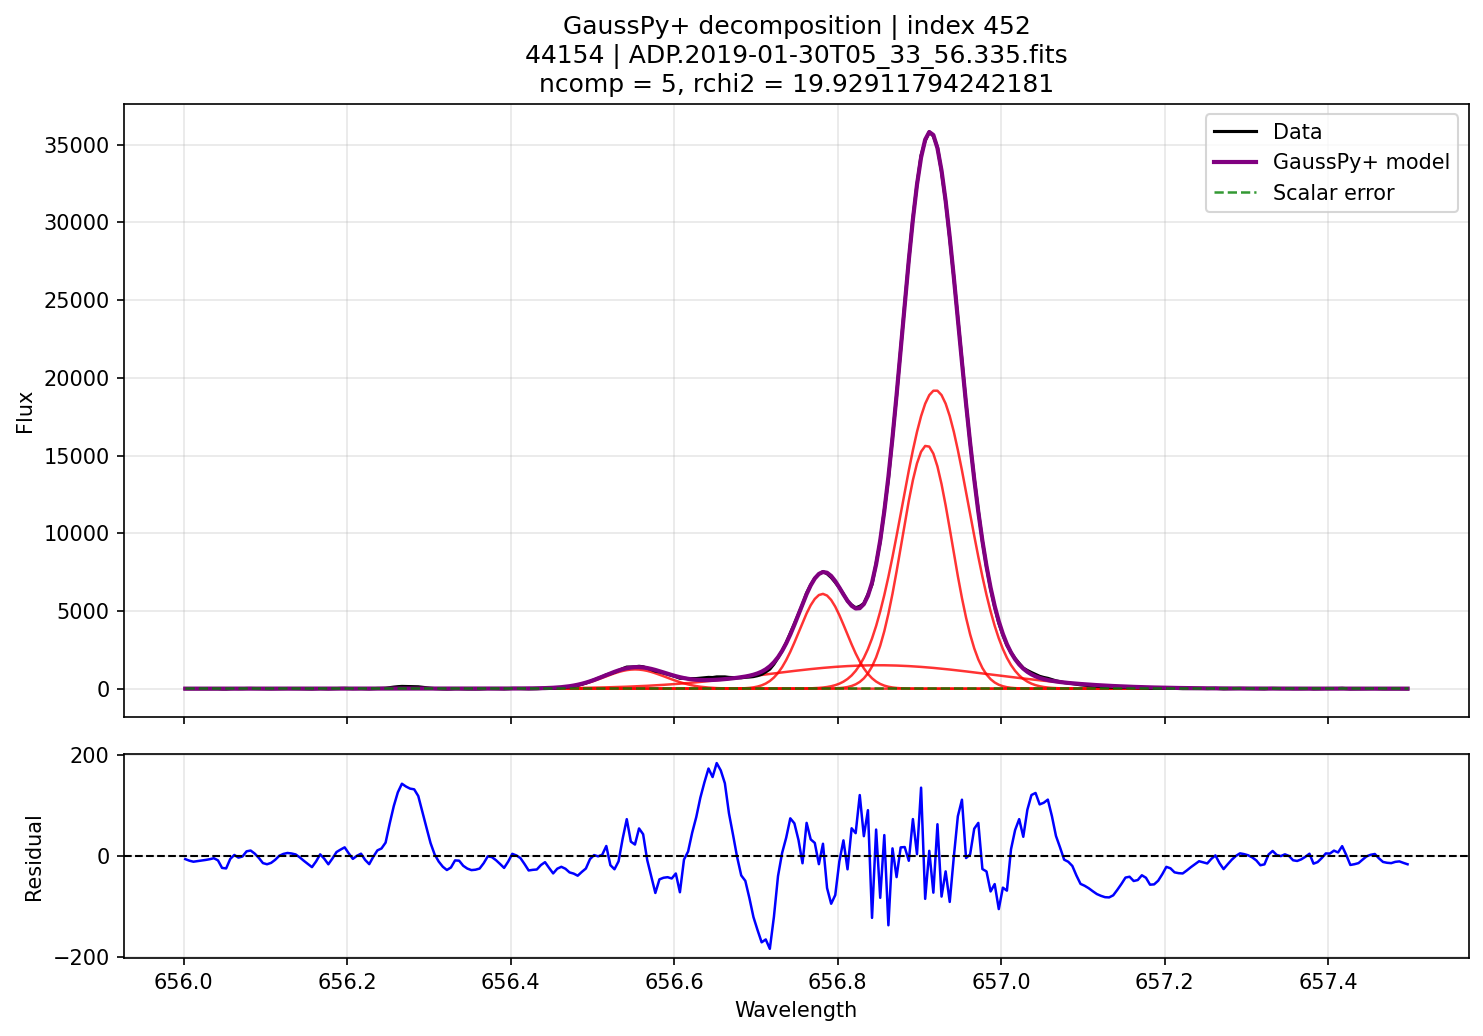 GaussPy+ decomposition | index 452
44154 | ADP.2019-01-30T05_33_56.335.fits
ncomp = 5, rchi2 = 19.92911794242181
Data
GaussPy+ model
Scalar error
35000
30000
25000
20000
15000
10000
5000
0
Flux
200
0
−200
Residual
656.0
656.2
656.4
656.6
656.8
657.0
657.2
657.4
Wavelength